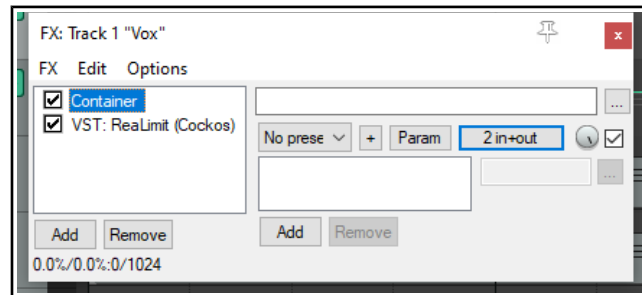 FX: Track 1 "Vox"
x
FX Edit Options
Container
...
VST: ReaLimit (Cockos)
No prese + Param 2 in+out
...
Add Remove
Add Remove
0.0%/0.0%:0/1024